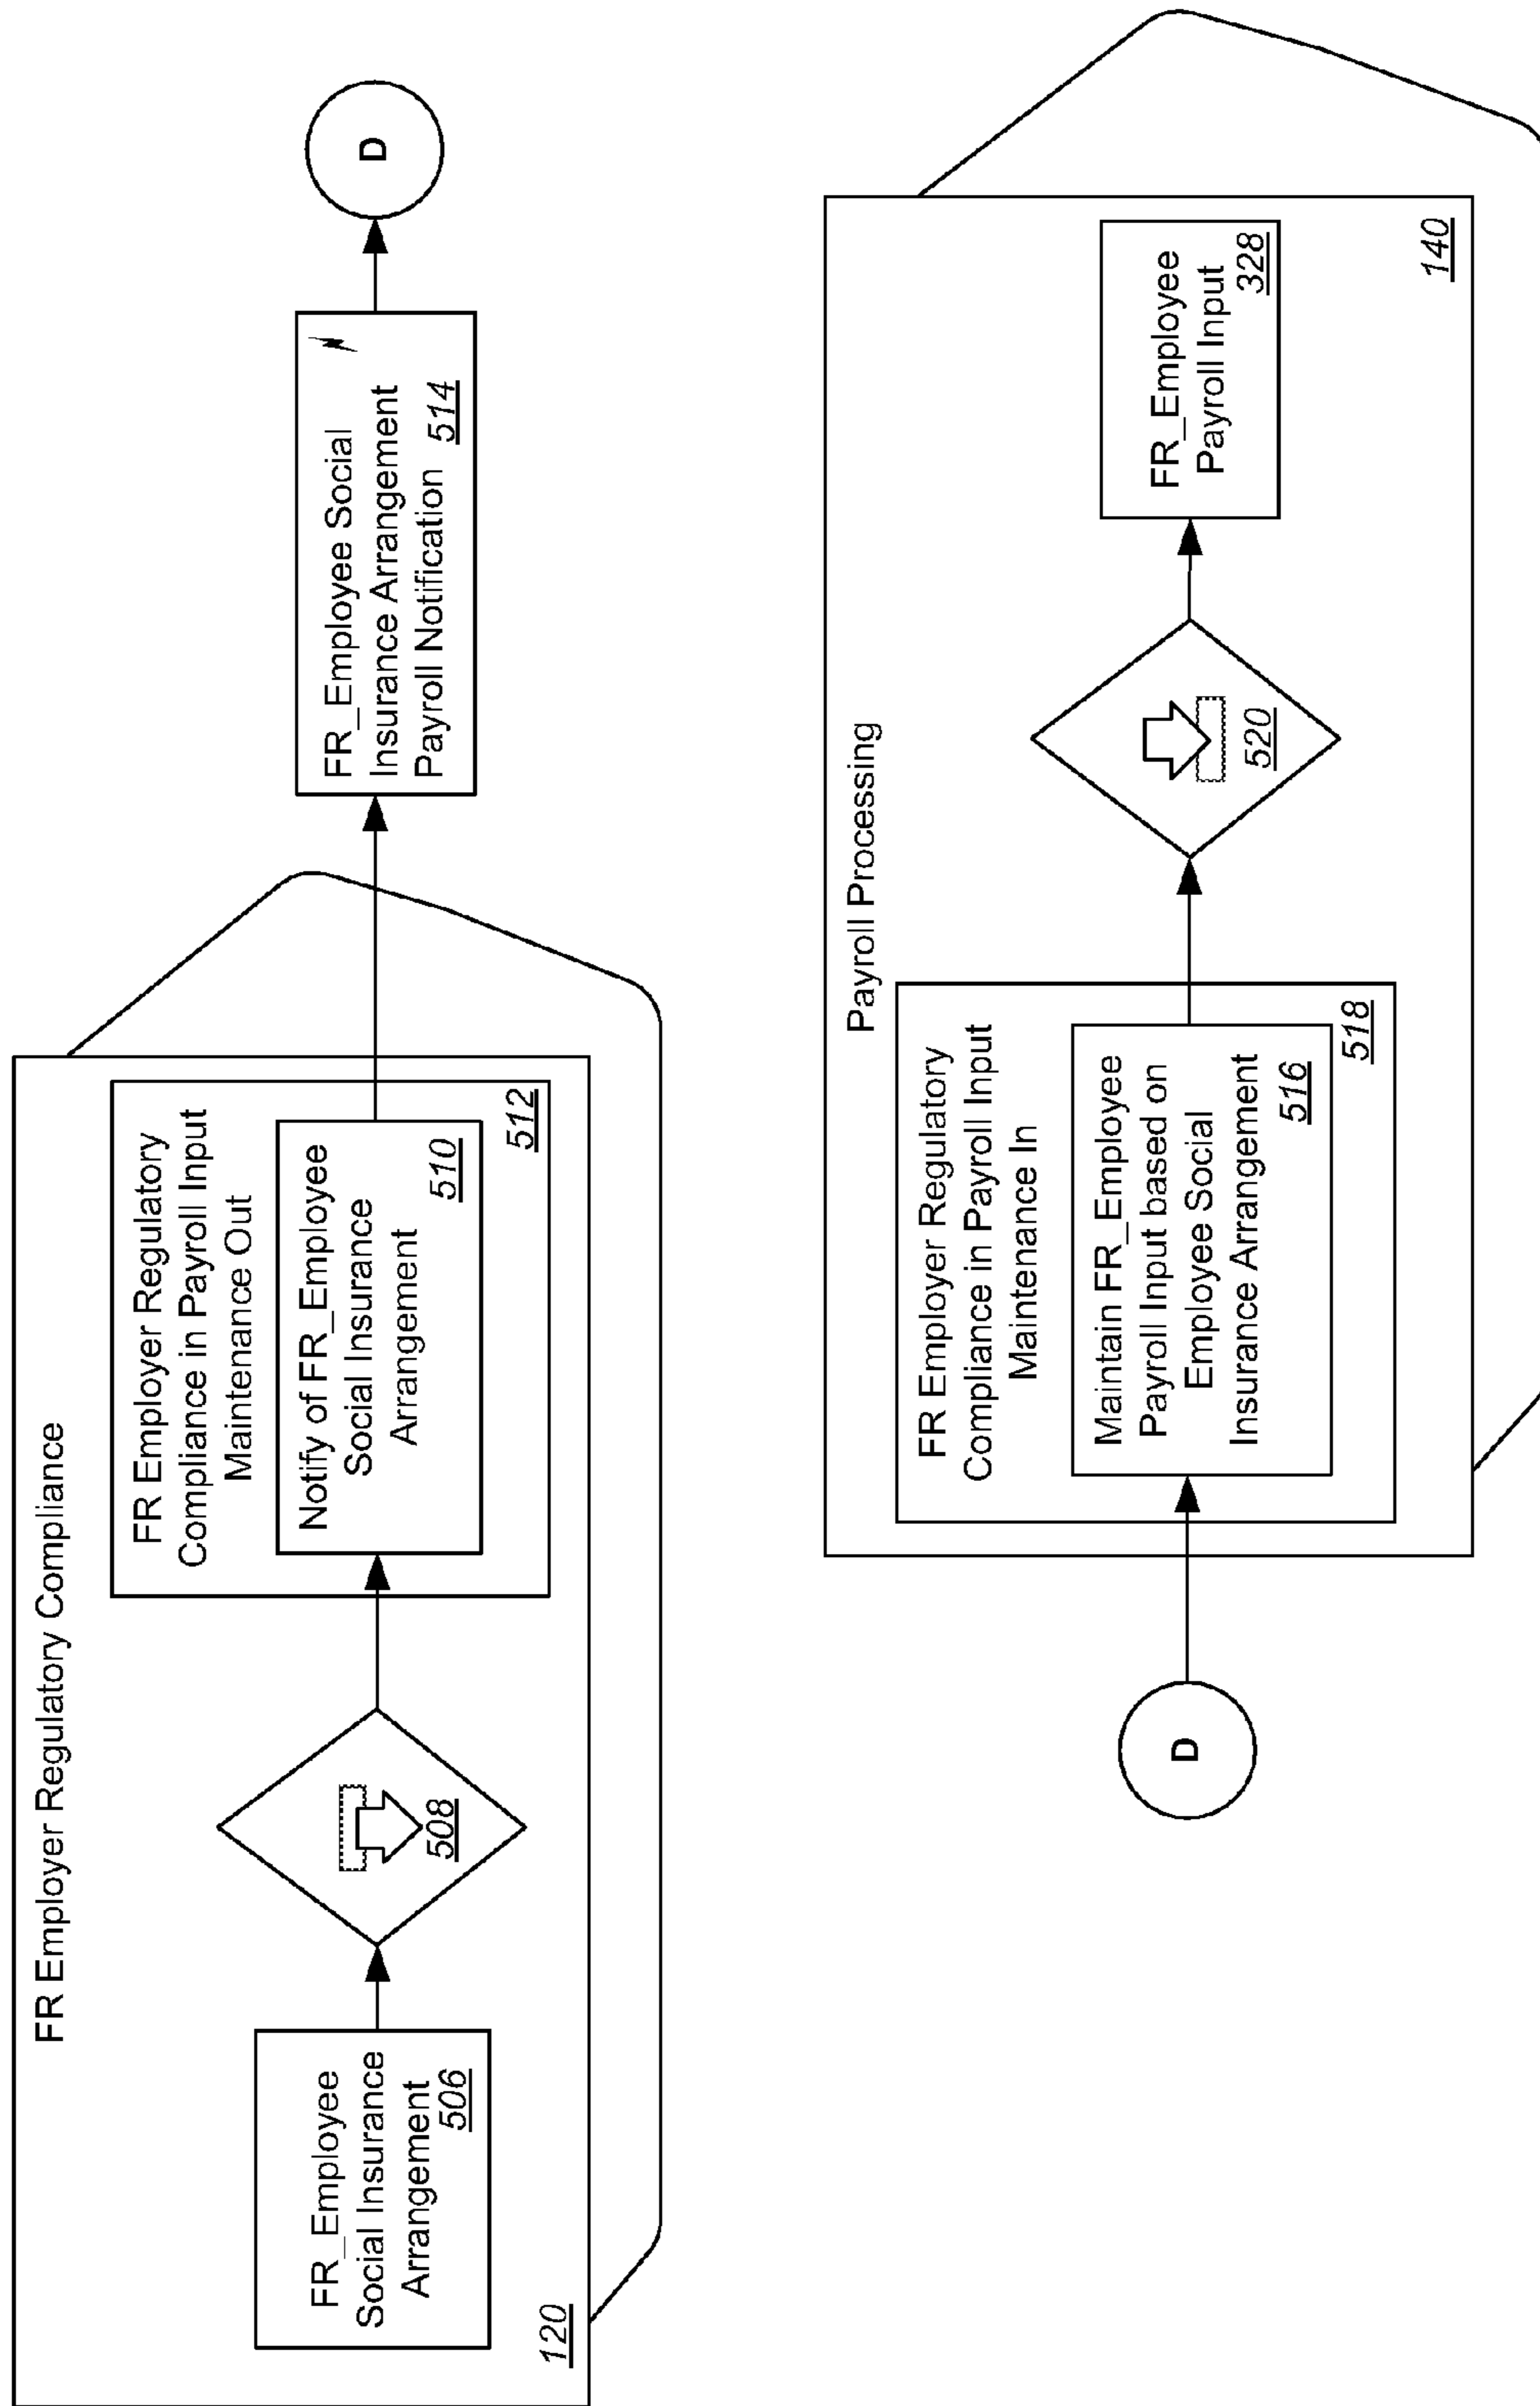 FR Employer Regulatory Compliance
FR_Employee
Social Insurance
Arrangement
506
508
FR Employer Regulatory
Compliance in Payroll Input
Maintenance Out
Notify of FR_Employee
Social Insurance
Arrangement
510
512
120
FR_Employee Social
Insurance Arrangement
Payroll Notification 514
D
D
Payroll Processing
FR Employer Regulatory
Compliance in Payroll Input
Maintenance In
Maintain FR_Employee
Payroll Input based on
Employee Social
Insurance Arrangement
516
518
520
FR_Employee
Payroll Input
328
140